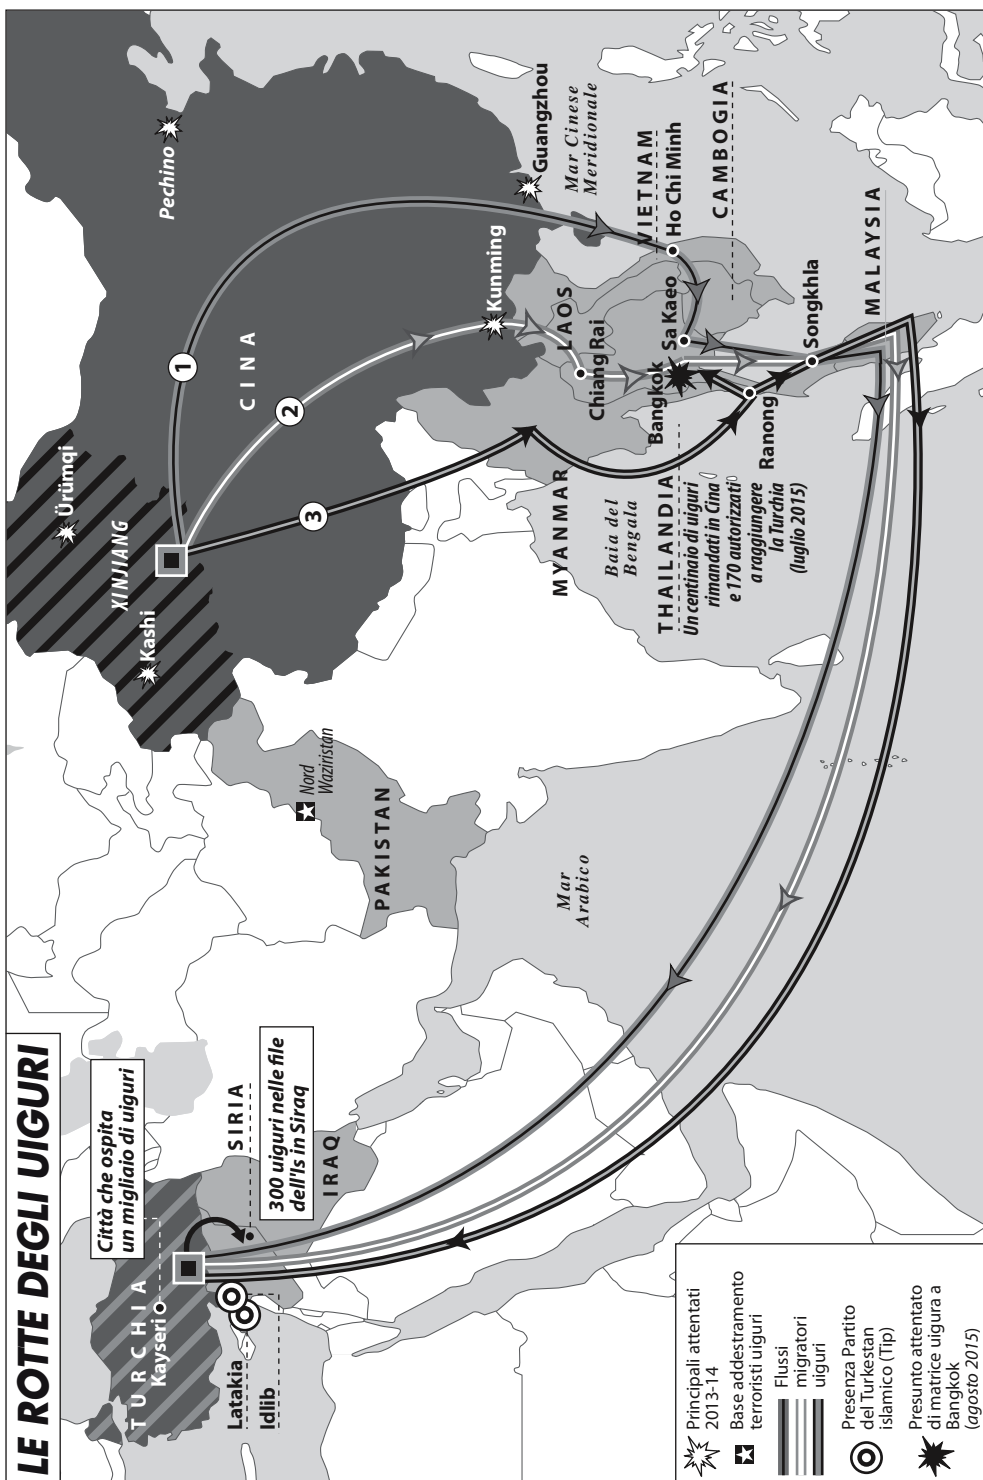 LE ROTTE DEGLI UIGURI
Città che ospita
un migliaio di uiguri
TURCHIA
Kayseri
SIRIA
300 uiguri nelle file
dell'Is in Siraq
IRAQ
Latakia
Idlib
Ürümqi
XINJIANG
Kashi
Pechino
CINA
1
2
3
Nord
Waziristan
PAKISTAN
Kunming
Guangzhou
Mar Cinese
Meridionale
LAOS
VIETNAM
Chiang Rai
Sa Kaeo
Ho Chi Minh
Bangkok
CAMBOGIA
MYANMAR
Baia del
Bengala
THAILANDIA
Un centinaio di uiguri
rimandati in Cina
e 170 autorizzati
a raggiungere
la Turchia
(luglio 2015)
Ranong
Songkhla
MALAYSIA
Mar
Arabico
Principali attentati
2013-14
Base addestramento
terroristi uiguri
Flussi
migratori
uiguri
Presenza Partito
del Turkestan
islamico (Tip)
Presunto attentato
di matrice uigura a
Bangkok
(agosto 2015)